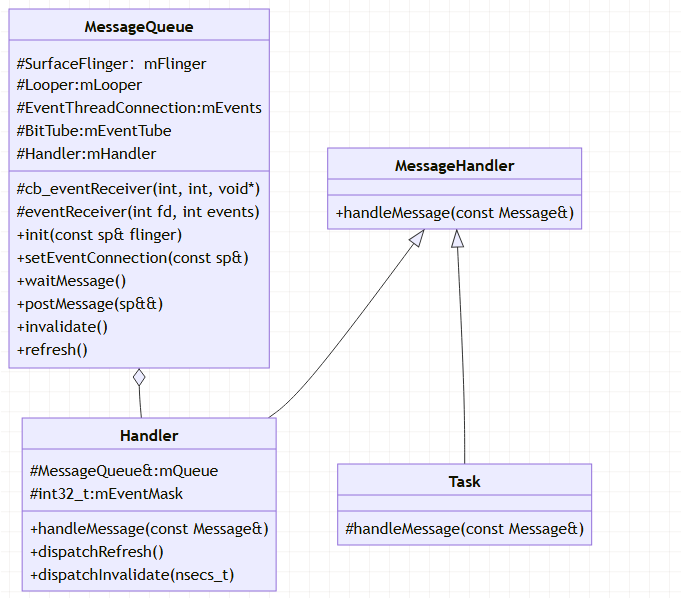 MessageQueue
#SurfaceFlinger: mFlinger
#Looper:mLooper
#EventThreadConnection:mEvents
#BitTube:mEventTube
#Handler:mHandler
#cb_eventReceiver(int, int, void*)
#eventReceiver(int fd, int events)
+init(const sp& flinger)
+setEventConnection(const sp&)
+waitMessage()
+postMessage(sp&&)
+invalidate()
+refresh()
MessageHandler
+handleMessage(const Message&)
Handler
#MessageQueue&:mQueue
#int32_t:mEventMask
+handleMessage(const Message&)
+dispatchRefresh()
+dispatchInvalidate(nsecs_t)
Task
#handleMessage(const Message&)